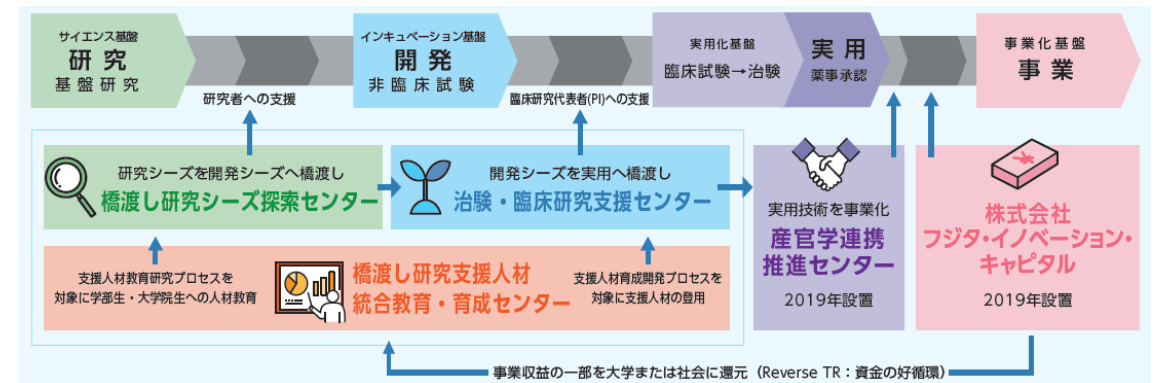 サイエンス基盤
研究
基盤研究
研究者への支援
インキュベーション基盤
開発
非臨床試験
臨床研究代表者(PI)への支援
実用化基盤
臨床試験→治験
実用
薬事承認
事業化基盤
事業
研究シーズを開発シーズへ橋渡し
橋渡し研究シーズ探索センター
開発シーズを実用へ橋渡し
治験・臨床研究支援センター
支援人材教育研究プロセスを
対象に学部生・大学院生への人材教育
橋渡し研究支援人材
統合教育・育成センター
支援人材育成開発プロセスを
対象に支援人材の登用
実用技術を事業化
産官学連携
推進センター
2019年設置
株式会社
フジタ・イノベーション・
キャピタル
2019年設置
事業収益の一部を大学または社会に還元（Reverse TR：資金の好循環）